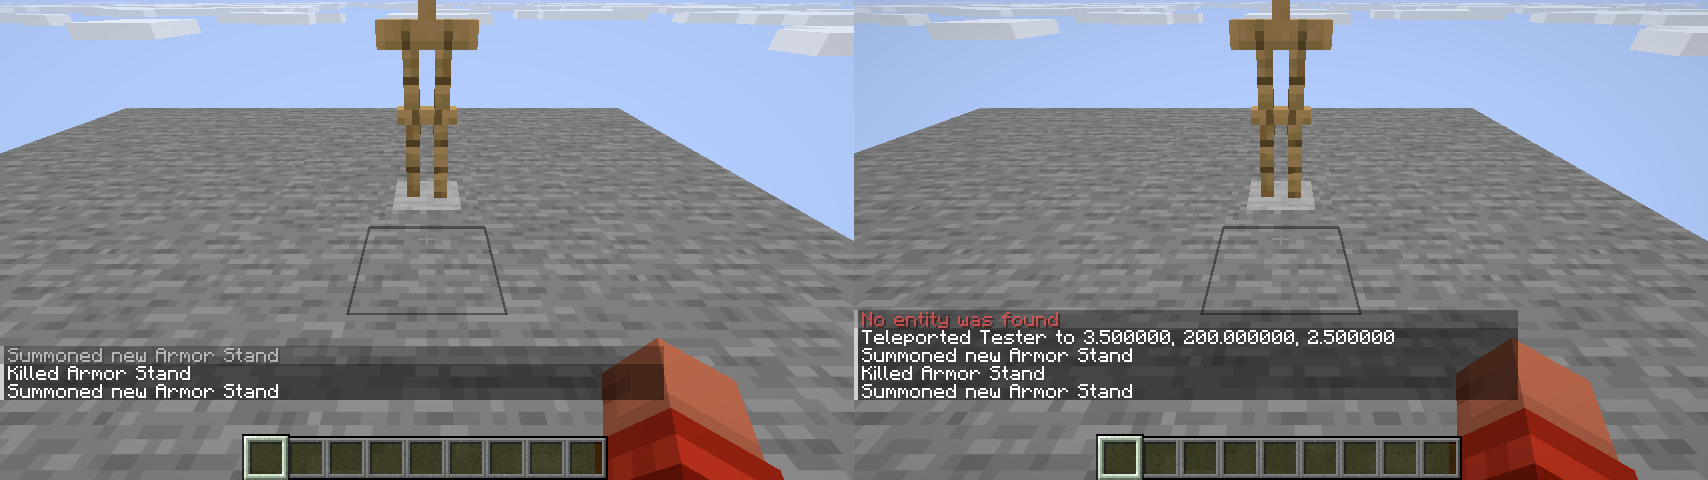 Summoned new Armor Stand
Killed Armor Stand
Summoned new Armor Stand
No entity was found
Teleported Tester to 3.500000, 200.000000, 2.500000
Summoned new Armor Stand
Killed Armor Stand
Summoned new Armor Stand